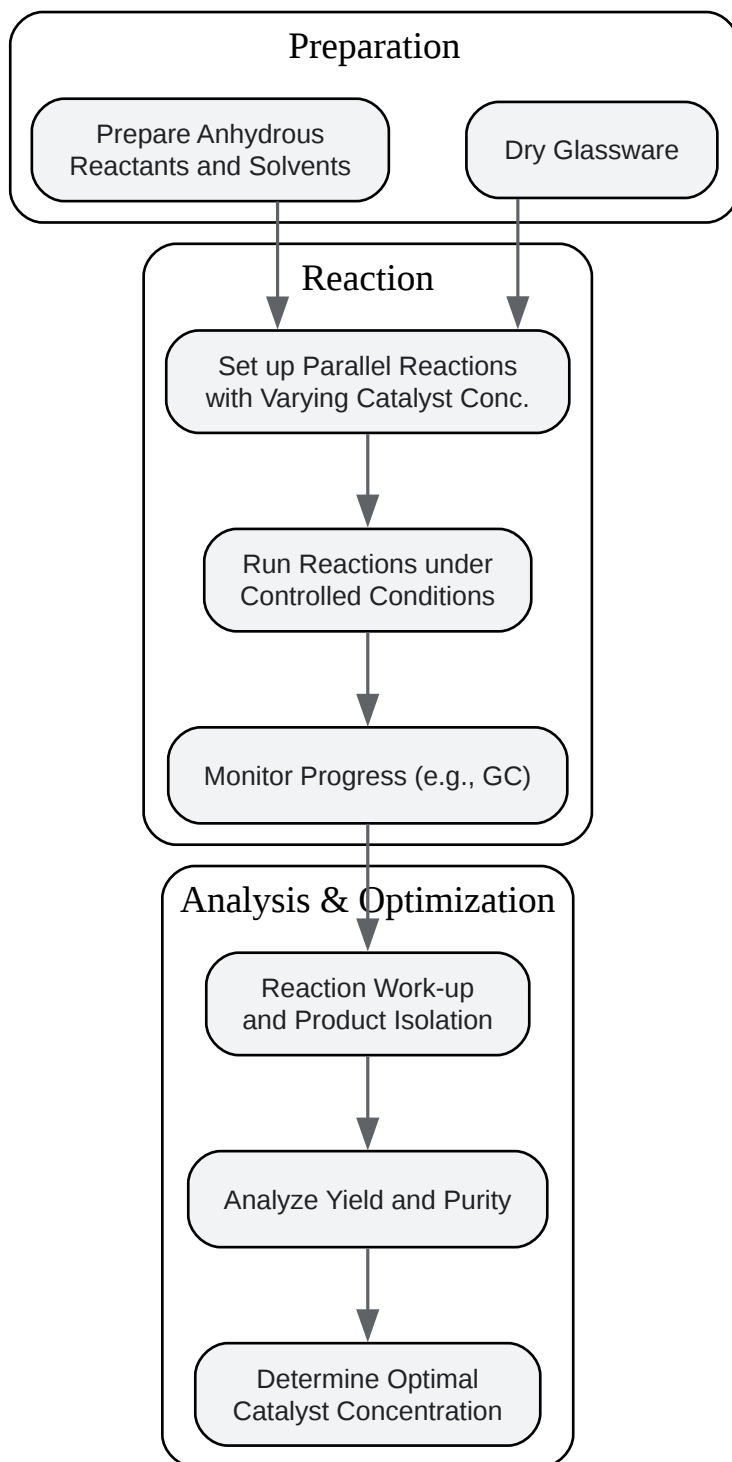 Preparation
Prepare Anhydrous
Reactants and Solvents
Dry Glassware
Reaction
Set up Parallel Reactions
with Varying Catalyst Conc.
Run Reactions under
Controlled Conditions
Monitor Progress (e.g., GC)
Analysis & Optimization
Reaction Work-up
and Product Isolation
Analyze Yield and Purity
Determine Optimal
Catalyst Concentration